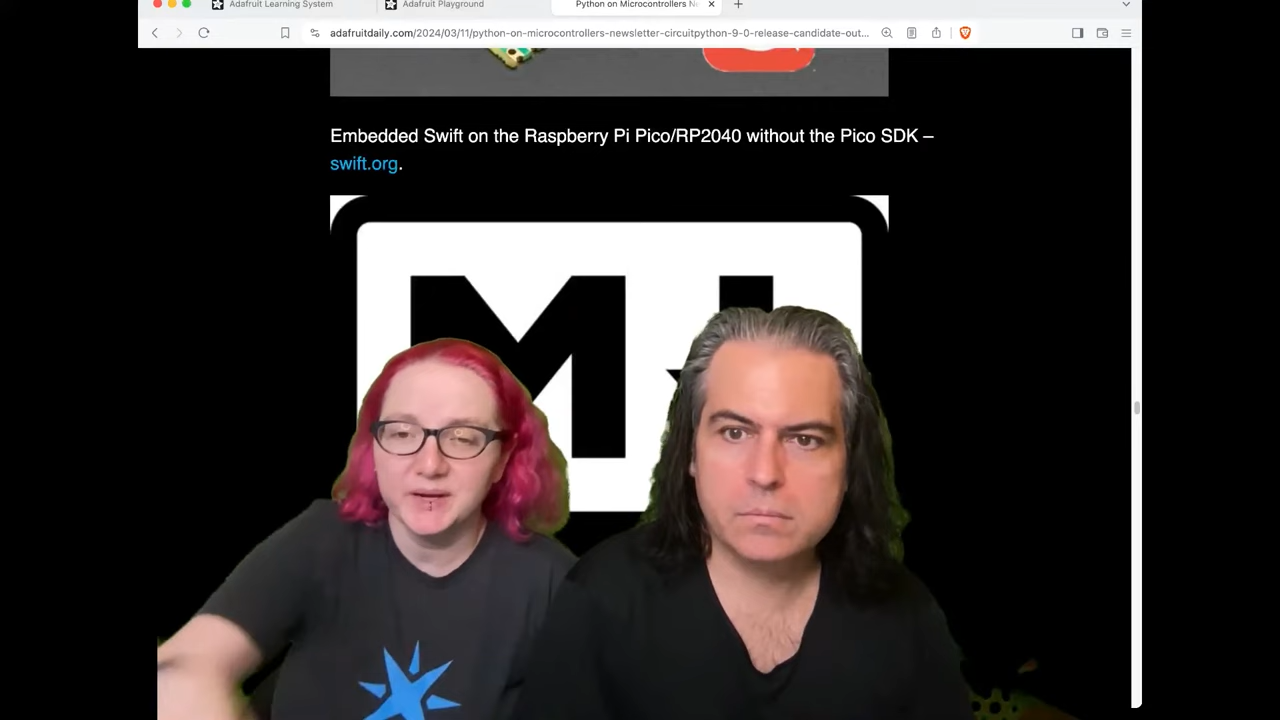 Adafruit Learning System
Adafruit Playground
Python on Microcontrollers Ne
adafruitdaily.com/2024/03/11/python-on-microcontrollers-newsletter-circuitpython-9-0-release-candidate-out...
Embedded Swift on the Raspberry Pi Pico/RP2040 without the Pico SDK –
swift.org.
M